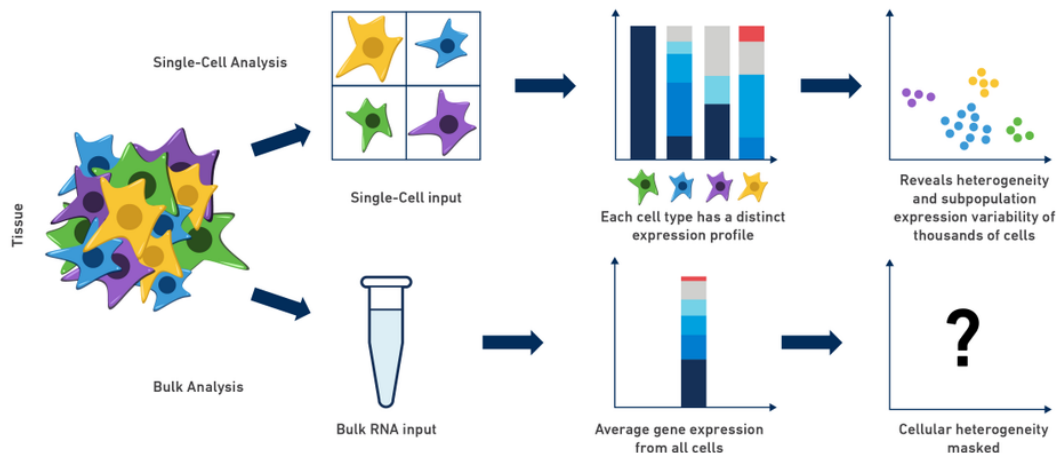 Tissue
Single-Cell Analysis
Single-Cell input
Each cell type has a distinct
expression profile
Reveals heterogeneity
and subpopulation
expression variability of
thousands of cells
Bulk Analysis
Bulk RNA input
Average gene expression
from all cells
?
Cellular heterogeneity
masked